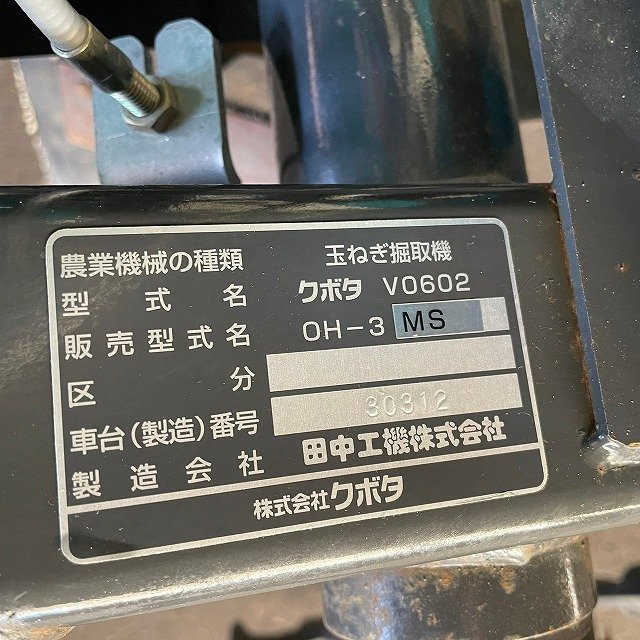 農業機械の種類 玉ねぎ掘取機
型式名 クボタ V0602
販売型式名 OH-3 MS
区分
車台(製造)番号 30312
製造会社 田中工機株式会社
株式会社クボタ